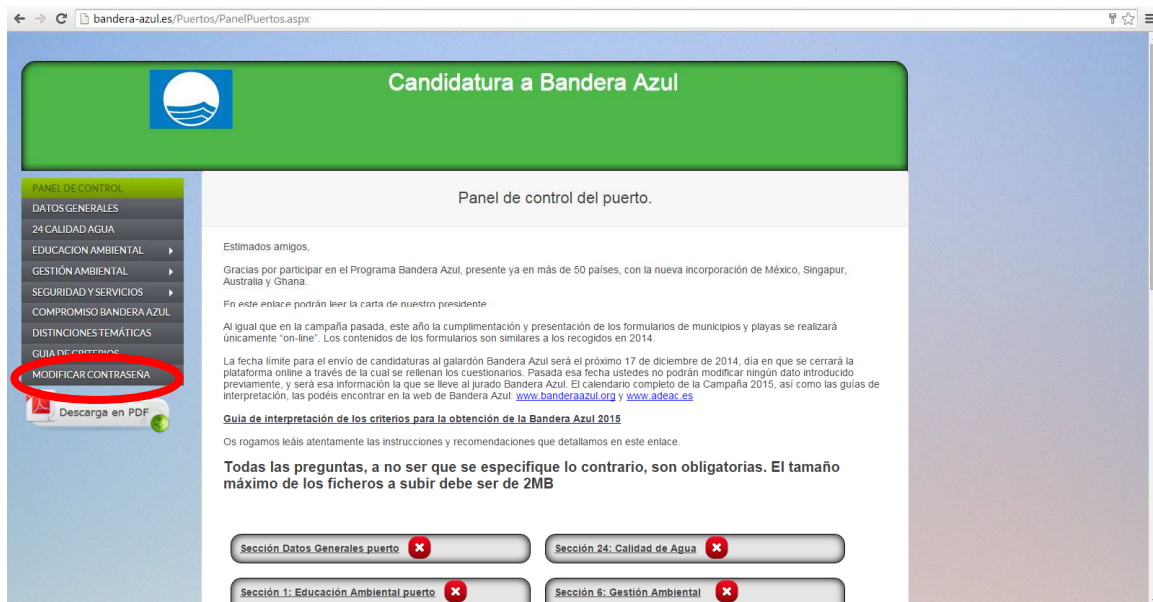 bandera-azul.es/Puertos/PanelPuertos.aspx
Candidatura a Bandera Azul
PANEL DE CONTROL
DATOS GENERALES
24 CALIDAD AGUA
EDUCACION AMBIENTAL
GESTIÓN AMBIENTAL
SEGURIDAD Y SERVICIOS
COMPROMISO BANDERA AZUL
DISTINCIONES TEMÁTICAS
GUIA DE CRITERIOS
MODIFICAR CONTRASEÑA
Descarga en PDF
Panel de control del puerto.
Estimados amigos,
Gracias por participar en el Programa Bandera Azul, presente ya en más de 50 países, con la nueva incorporación de México, Singapur,
Australia y Ghana.
En este enlace podrán leer la carta de nuestro presidente
Al igual que en la campaña pasada, este año la cumplimentación y presentación de los formularios de municipios y playas se realizará
únicamente “on-line”. Los contenidos de los formularios son similares a los recogidos en 2014.
La fecha límite para el envío de candidaturas al galardón Bandera Azul será el próximo 17 de diciembre de 2014, día en que se cerrará la
plataforma online a través de la cual se rellenan los cuestionarios. Pasada esa fecha ustedes no podrán modificar ningún dato introducido
previamente, y será esa información la que se lleve al jurado Bandera Azul. El calendario completo de la Campaña 2015, así como las guías de
interpretación, las podéis encontrar en la web de Bandera Azul: www.banderaazul.org y www.adeac.es
Guía de interpretación de los criterios para la obtención de la Bandera Azul 2015
Os rogamos leáis atentamente las instrucciones y recomendaciones que detallamos en este enlace.
Todas las preguntas, a no ser que se especifique lo contrario, son obligatorias. El tamaño
máximo de los ficheros a subir debe ser de 2MB
Sección Datos Generales puerto
Sección 24: Calidad de Agua
Sección 1: Educación Ambiental puerto
Sección 6: Gestión Ambiental